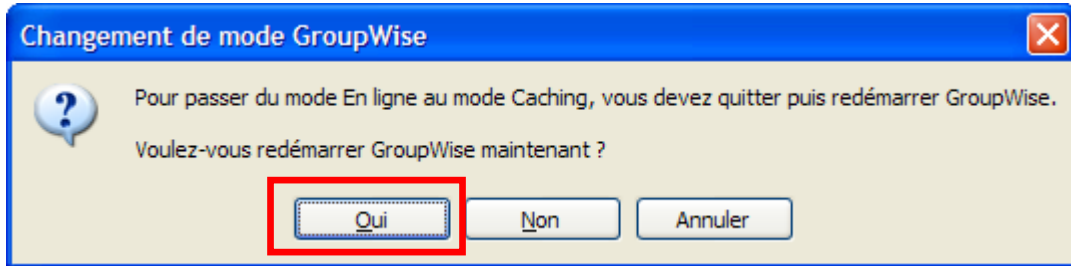 Changement de mode GroupWise
Pour passer du mode En ligne au mode Caching, vous devez quitter puis redémarrer GroupWise.
Voulez-vous redémarrer GroupWise maintenant ?
Oui Non Annuler